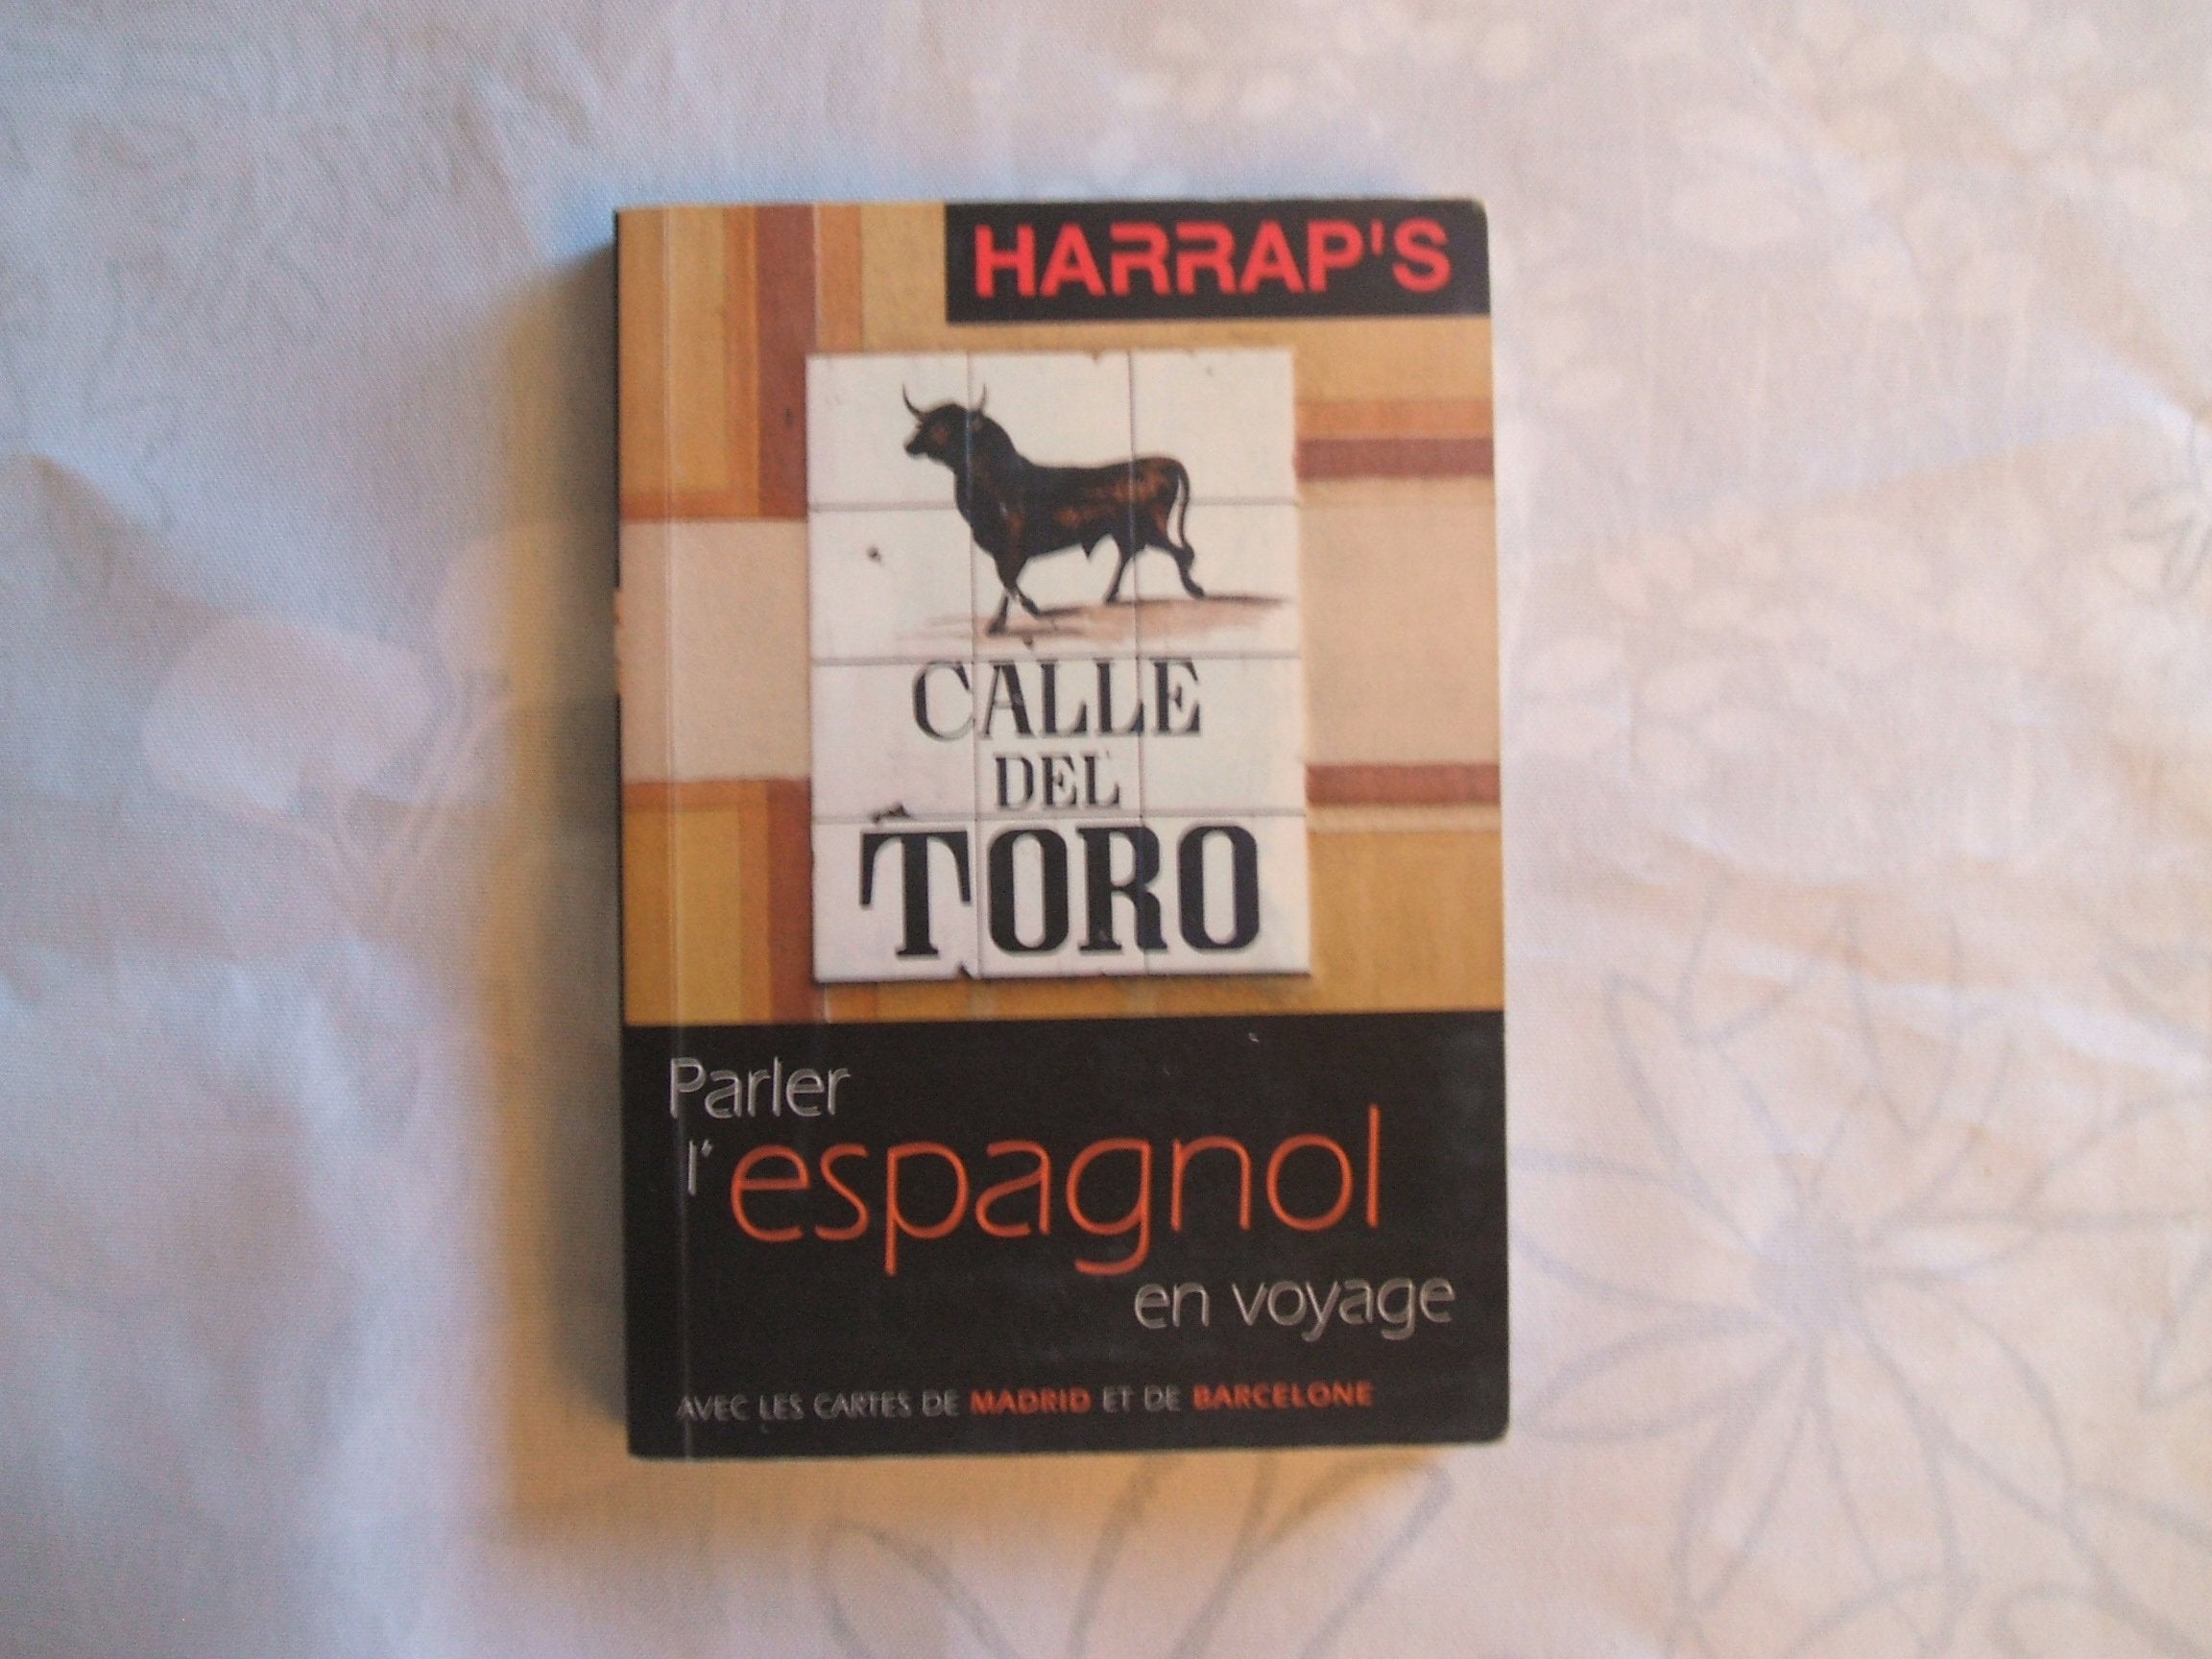 HARRAP'S
CALLE
DEL
TORO
Parler
l'espagnol
en voyage
AVEC LES CARTES DE MADRID ET DE BARCELONE